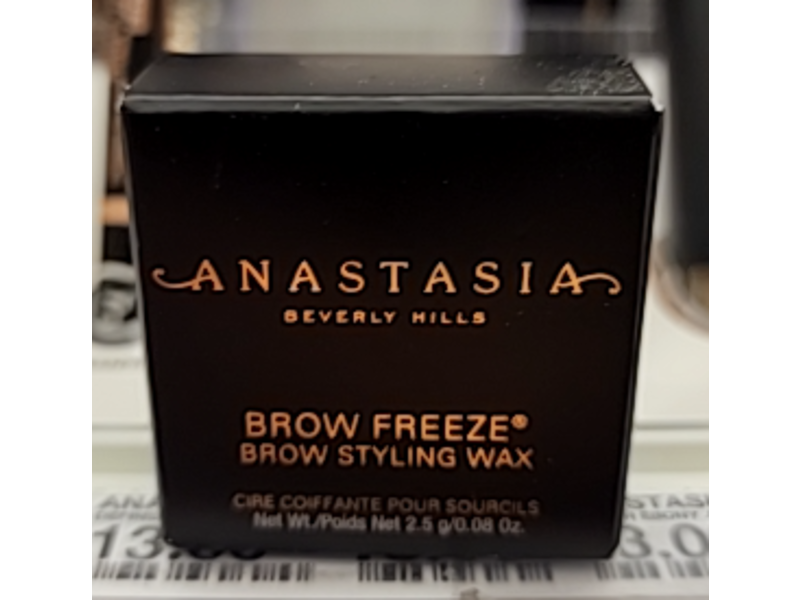 ANASTASIA
BEVERLY HILLS
BROW FREEZE®
BROW STYLING WAX
CIRE COIFFANTE POUR SOURCILS
Net Wt./Poids Net 2.5 g/0.08 Oz.